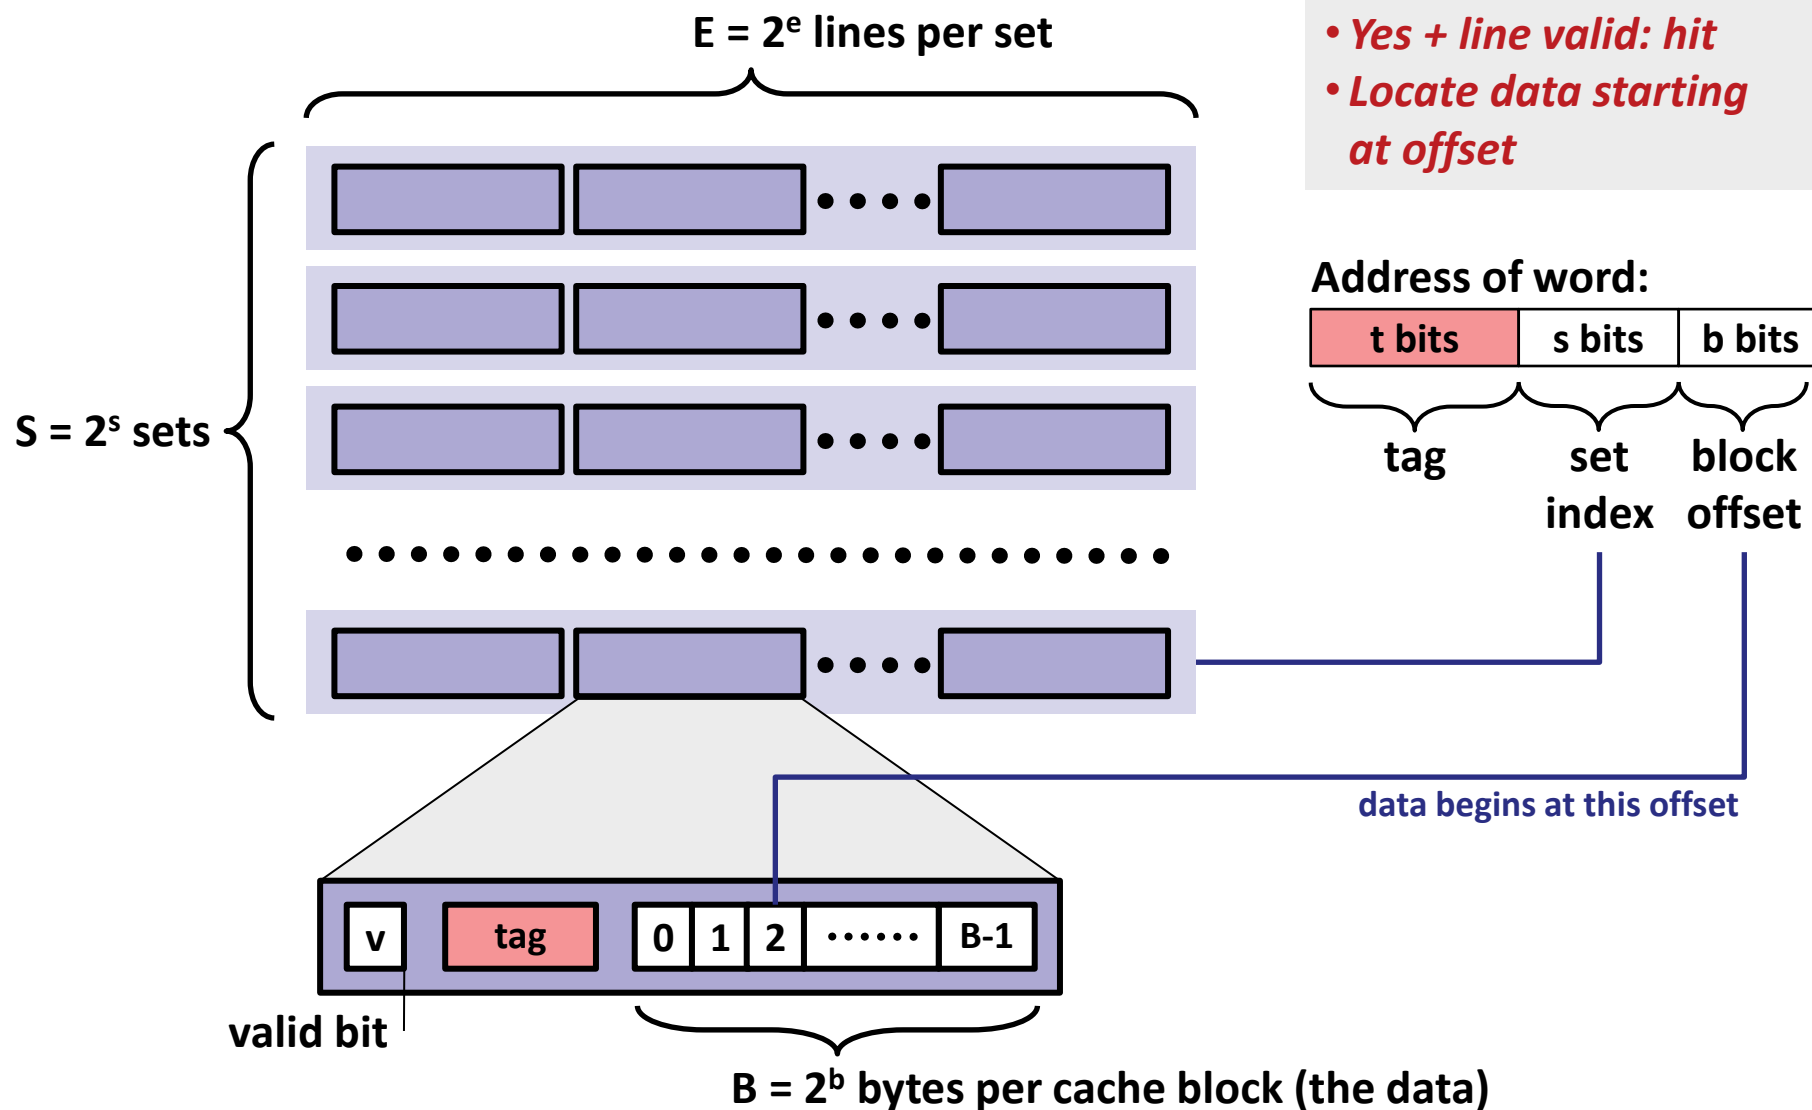 E = 2ᵉ lines per set
• Yes + line valid: hit
• Locate data starting
at offset
Address of word:
t bits s bits b bits
S = 2ˢ sets
tag set block
index offset
data begins at this offset
v tag 0 1 2 •••••• B-1
valid bit
B = 2ᵇ bytes per cache block (the data)